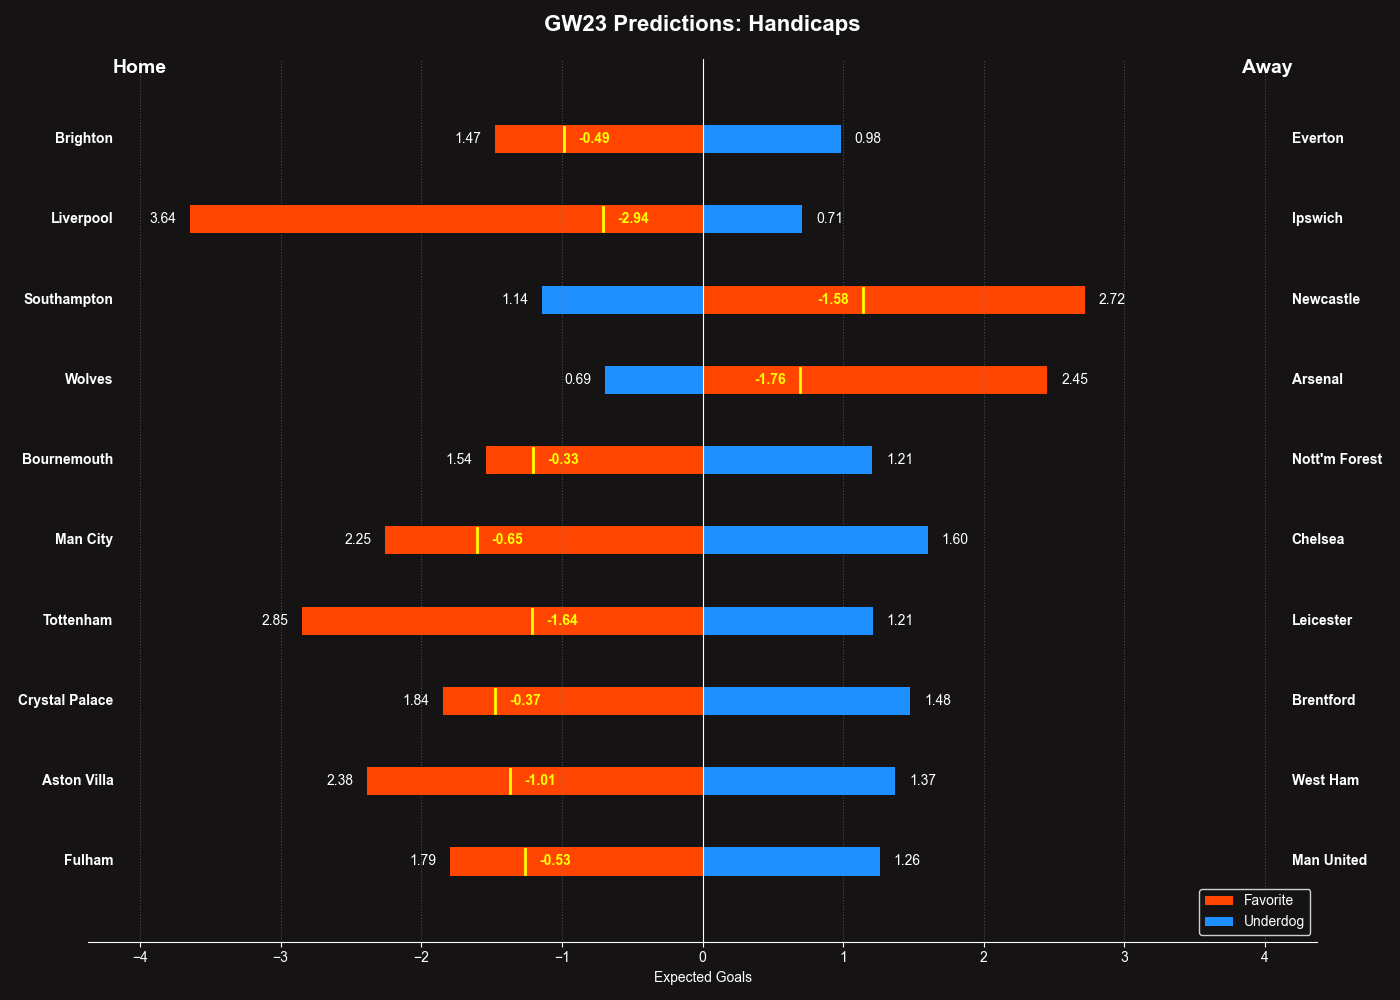 GW23 Predictions: Handicaps
Home Away
Brighton 1.47 -0.49 0.98 Everton
Liverpool 3.64 -2.94 0.71 Ipswich
Southampton 1.14 -1.58 2.72 Newcastle
Wolves 0.69 -1.76 2.45 Arsenal
Bournemouth 1.54 -0.33 1.21 Nott'm Forest
Man City 2.25 -0.65 1.60 Chelsea
Tottenham 2.85 -1.64 1.21 Leicester
Crystal Palace 1.84 -0.37 1.48 Brentford
Aston Villa 2.38 -1.01 1.37 West Ham
Fulham 1.79 -0.53 1.26 Man United
Favorite
Underdog
−4 −3 −2 −1 0 1 2 3 4
Expected Goals